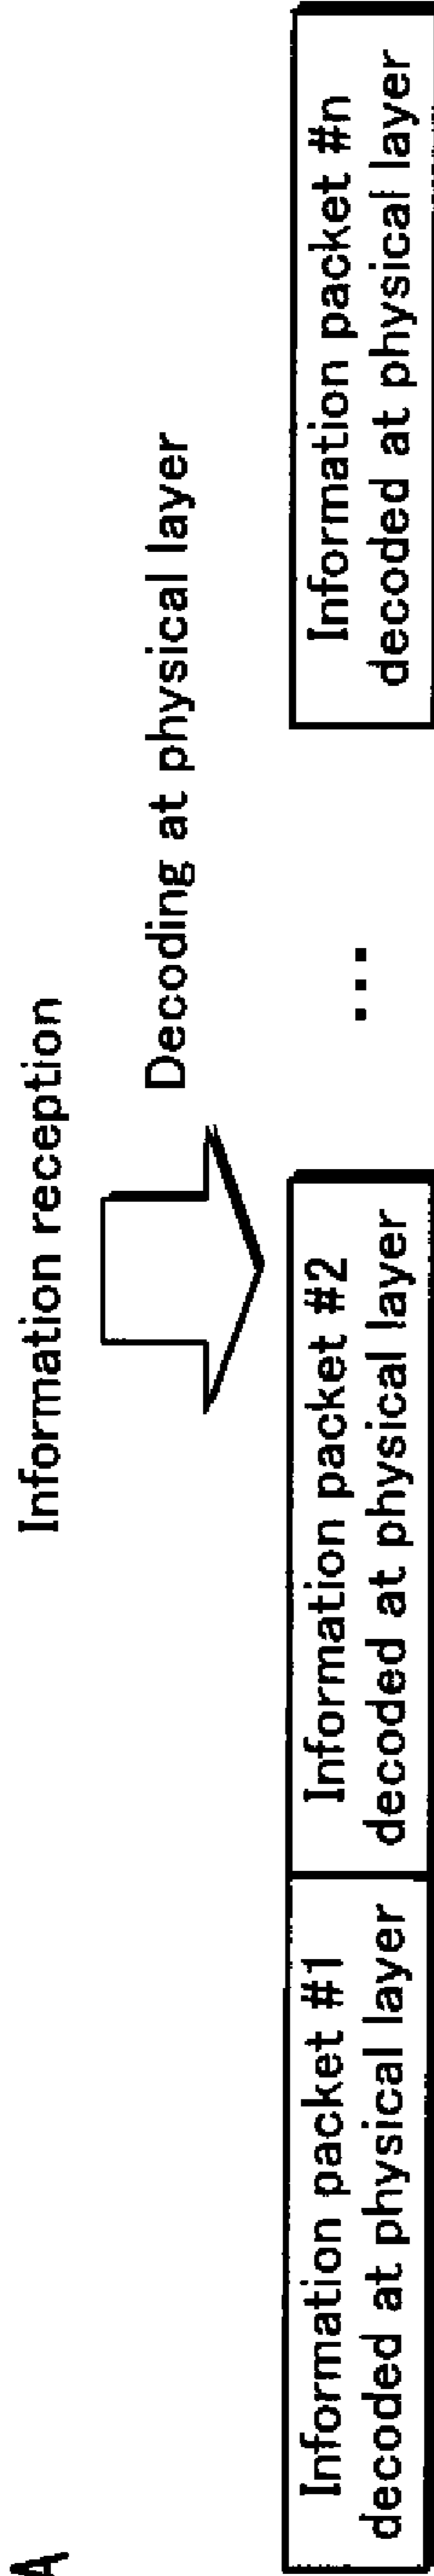 A
Information reception
Decoding at physical layer
Information packet #1
decoded at physical layer
Information packet #2
decoded at physical layer
...
Information packet #n
decoded at physical layer